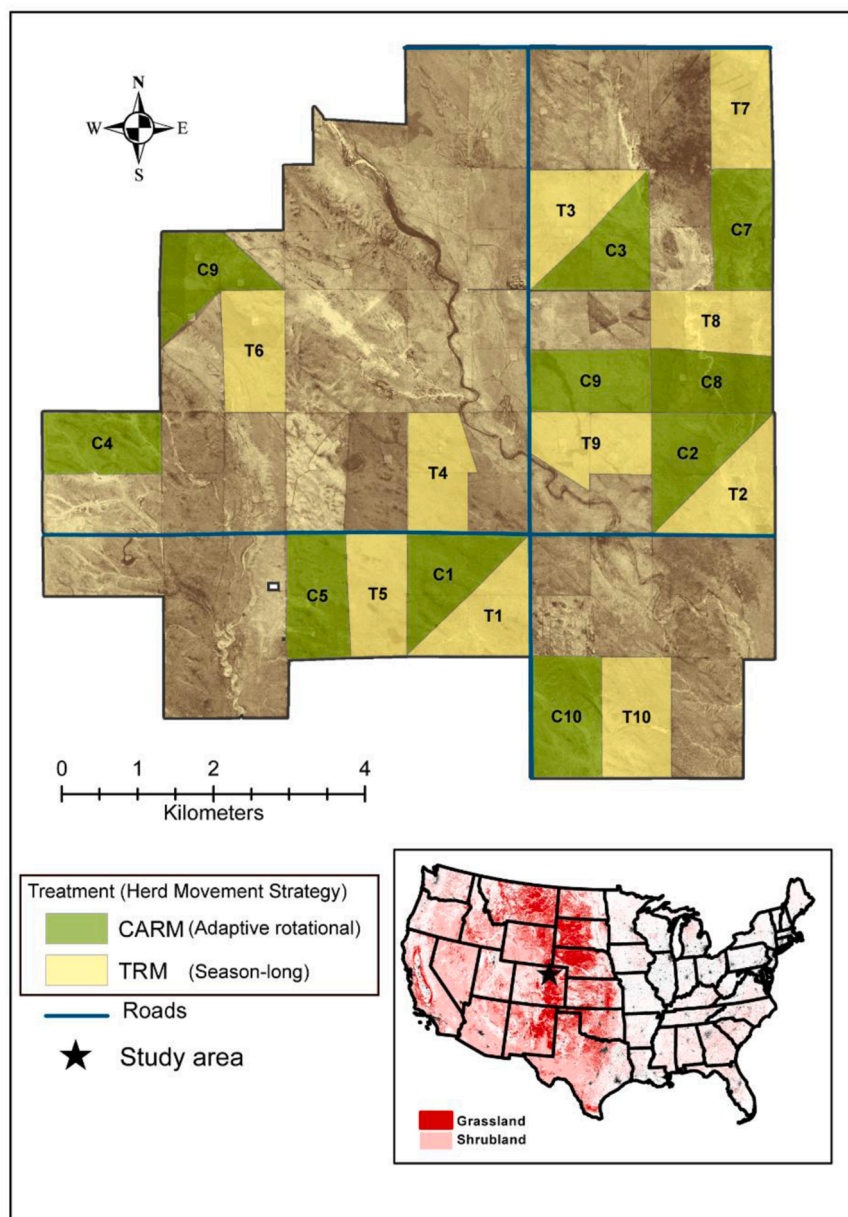 N
W E
S
T7
T3
C3
C7
C9
T6
T8
C9
C8
C4
T4
T9
C2
T2
C5
T5
C1
T1
C10
T10
0 2 4
Kilometers
Treatment (Herd Movement Strategy)
CARM (Adaptive rotational)
TRM (Season-long)
Roads
Study area
Grassland
Shrubland